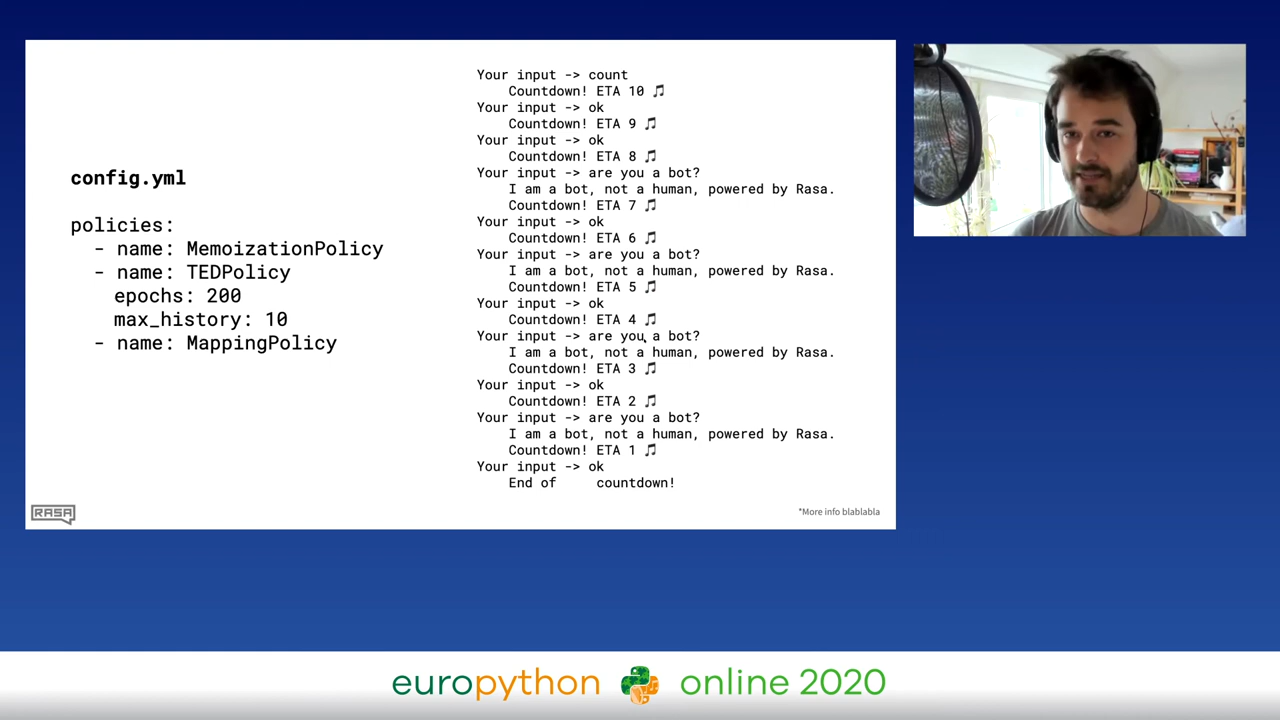 config.yml
policies:
- name: MemoizationPolicy
- name: TEDPolicy
epochs: 200
max_history: 10
- name: MappingPolicy
Your input -> count
Countdown! ETA 10 🎵
Your input -> ok
Countdown! ETA 9 🎵
Your input -> ok
Countdown! ETA 8 🎵
Your input -> are you a bot?
I am a bot, not a human, powered by Rasa.
Countdown! ETA 7 🎵
Your input -> ok
Countdown! ETA 6 🎵
Your input -> are you a bot?
I am a bot, not a human, powered by Rasa.
Countdown! ETA 5 🎵
Your input -> ok
Countdown! ETA 4 🎵
Your input -> are you a bot?
I am a bot, not a human, powered by Rasa.
Countdown! ETA 3 🎵
Your input -> ok
Countdown! ETA 2 🎵
Your input -> are you a bot?
I am a bot, not a human, powered by Rasa.
Countdown! ETA 1 🎵
Your input -> ok
End of countdown!
RASA
*More info blablabla
europython online 2020